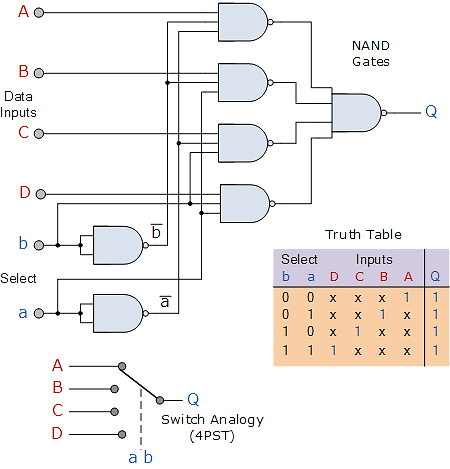 A
NAND
Gates
B
Data
Inputs
Q
C
D
b
b̅
Select
a
a̅
Truth Table
Select Inputs
b a D C B A Q
0 0 x x x 1 1
0 1 x x 1 x 1
1 0 x 1 x x 1
1 1 1 x x x 1
A
B
Q
C
Switch Analogy
(4PST)
D
a b